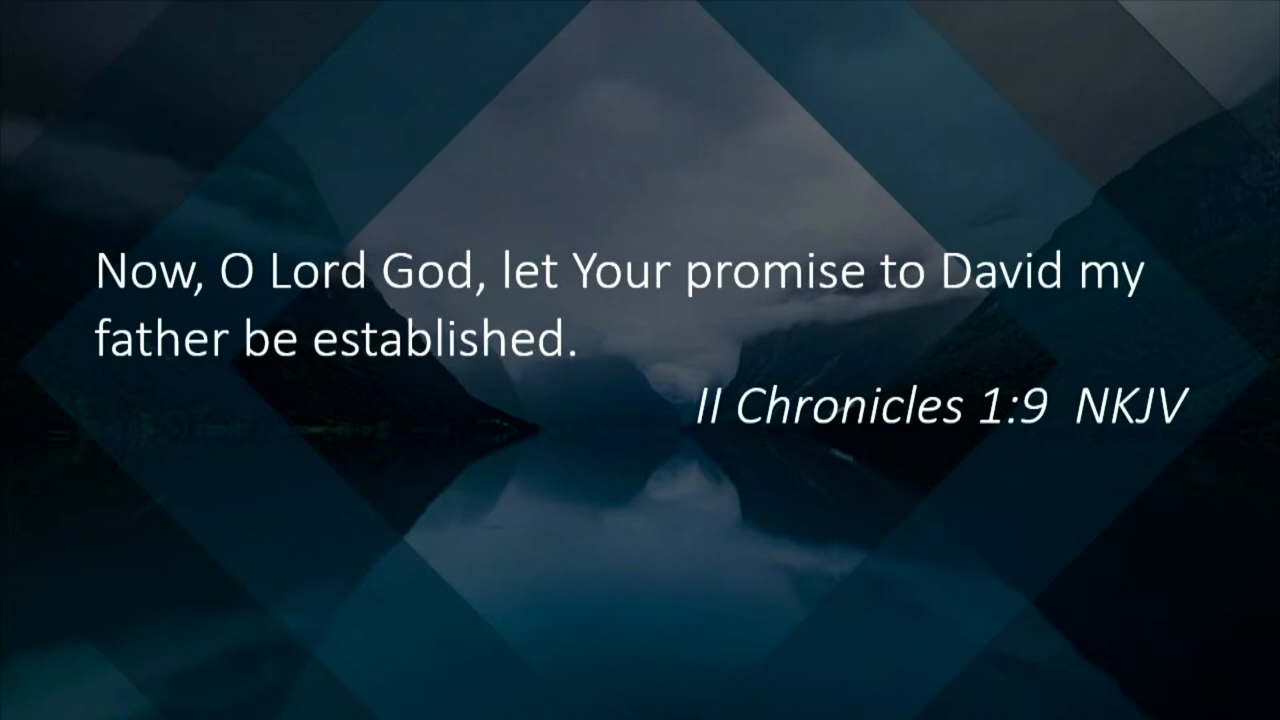 Now, O Lord God, let Your promise to David my
father be established.
II Chronicles 1:9 NKJV